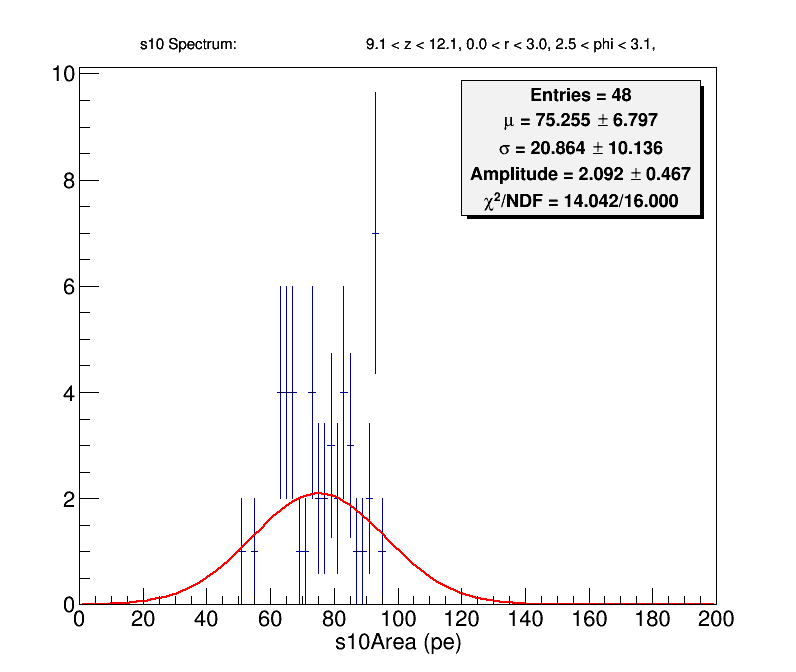 s10 Spectrum: 9.1 < z < 12.1, 0.0 < r < 3.0, 2.5 < phi < 3.1,
Entries = 48
μ = 75.255 ± 6.797
σ = 20.864 ± 10.136
Amplitude = 2.092 ± 0.467
χ²/NDF = 14.042/16.000
10
8
6
4
2
0
0 20 40 60 80 100 120 140 160 180 200
s10Area (pe)